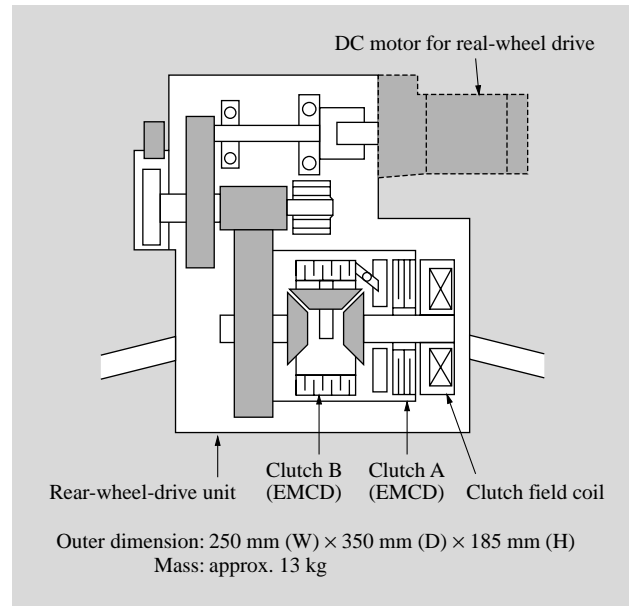 DC motor for real-wheel drive
Rear-wheel-drive unit
Clutch B
(EMCD)
Clutch A
(EMCD)
Clutch field coil
Outer dimension: 250 mm (W) × 350 mm (D) × 185 mm (H)
Mass: approx. 13 kg